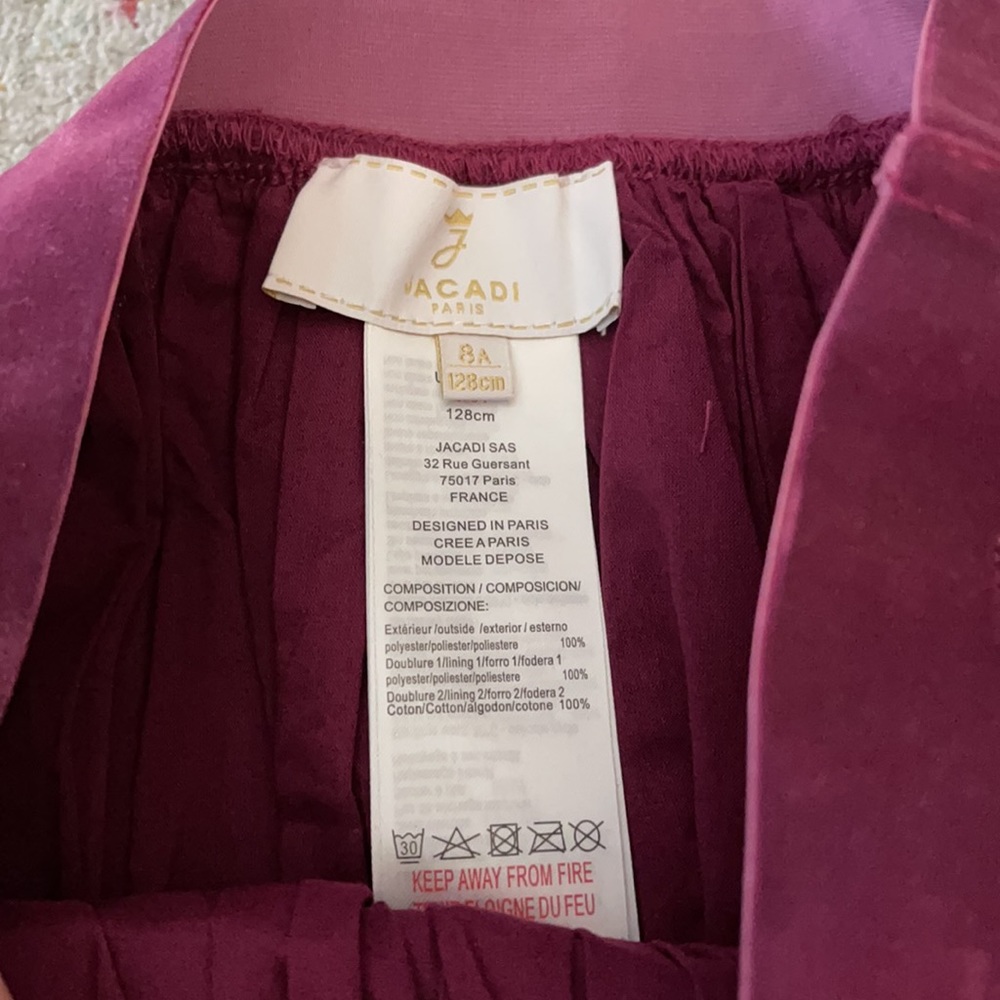 J
JACADI
PARIS
8A
128cm
128cm
JACADI SAS
32 Rue Guersant
75017 Paris
FRANCE
DESIGNED IN PARIS
CREE A PARIS
MODELE DEPOSE
COMPOSITION / COMPOSICION/
COMPOSIZIONE:
Extérieur /outside /exterior / esterno
polyester/poliester/poliestere 100%
Doublure 1/lining 1/forro 1/fodera 1
polyester/poliester/poliestere 100%
Doublure 2/lining 2/forro 2/fodera 2
Coton/Cotton/algodon/cotone 100%
30
KEEP AWAY FROM FIRE
DU FEU